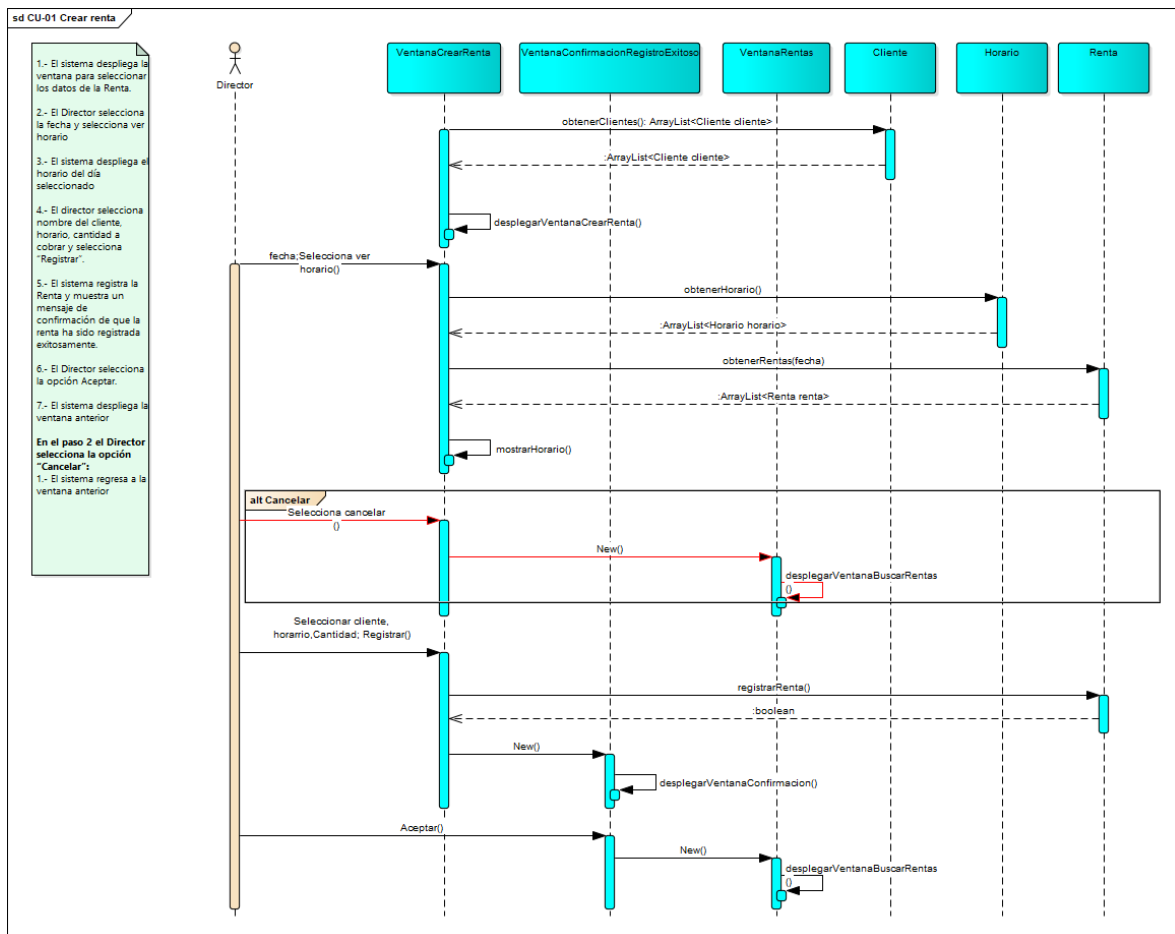 sd CU-01 Crear renta
1.- El sistema despliega la
ventana para seleccionar
los datos de la Renta.
2.- El Director selecciona
la fecha y selecciona ver
horario
3.- El sistema despliega el
horario del día
seleccionado
4.- El director selecciona
nombre del cliente,
horario, cantidad a
cobrar y selecciona
"Registrar".
5.- El sistema registra la
Renta y muestra un
mensaje de
confirmación de que la
renta ha sido registrada
exitosamente.
6.- El Director selecciona
la opción Aceptar.
7.- El sistema despliega la
ventana anterior
En el paso 2 el Director
selecciona la opción
"Cancelar":
1.- El sistema regresa a la
ventana anterior
Director
VentanaCrearRenta
VentanaConfirmacionRegistroExitoso
VentanaRentas
Cliente
Horario
Renta
obtenerClientes(): ArrayList<Cliente cliente>
:ArrayList<Cliente cliente>
desplegarVentanaCrearRenta()
fecha;Selecciona ver
horario()
obtenerHorario()
:ArrayList<Horario horario>
obtenerRentas(fecha)
:ArrayList<Renta renta>
mostrarHorario()
alt Cancelar
Selecciona cancelar
()
New()
desplegarVentanaBuscarRentas
()
Seleccionar cliente,
horarrio,Cantidad; Registrar()
registrarRenta()
:boolean
New()
desplegarVentanaConfirmacion()
Aceptar()
New()
desplegarVentanaBuscarRentas
()